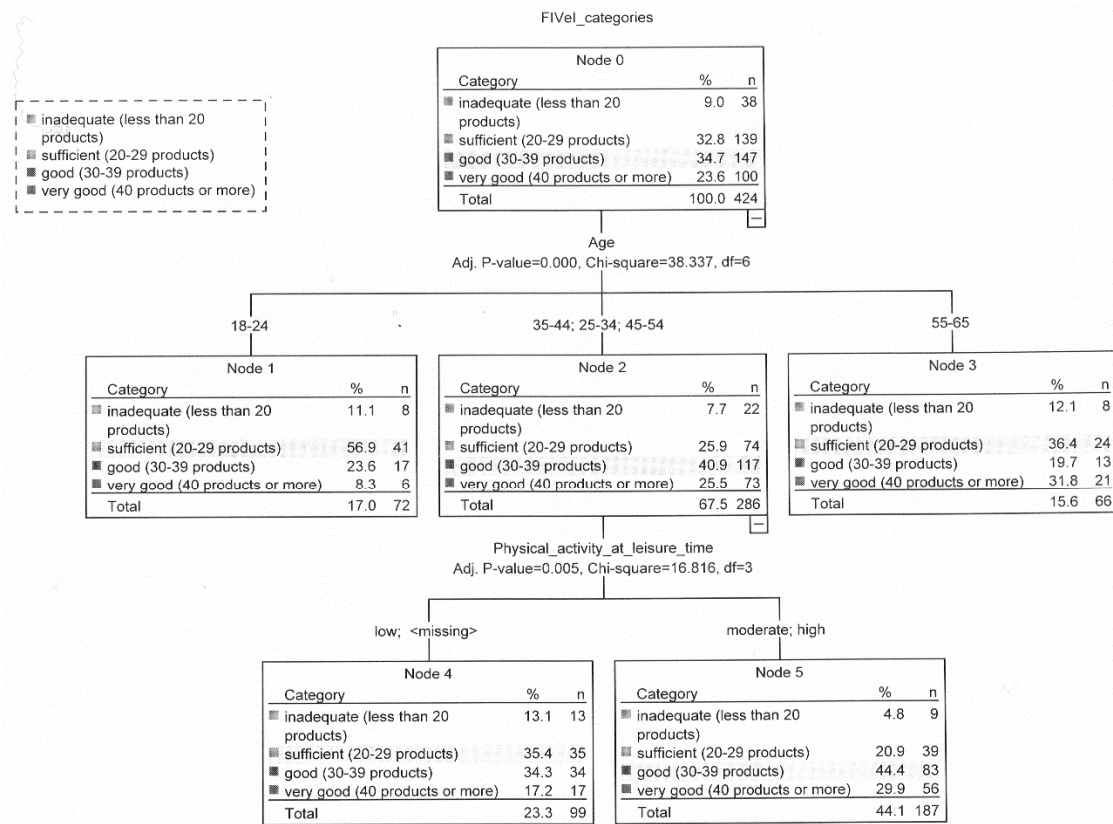 FIVeI_categories
Node 0
Category % n
inadequate (less than 20 products) 9.0 38
sufficient (20-29 products) 32.8 139
good (30-39 products) 34.7 147
very good (40 products or more) 23.6 100
Total 100.0 424
inadequate (less than 20
products)
sufficient (20-29 products)
good (30-39 products)
very good (40 products or more)
Age
Adj. P-value=0.000, Chi-square=38.337, df=6
18-24
35-44; 25-34; 45-54
55-65
Node 1
Category % n
inadequate (less than 20 11.1 8
products)
sufficient (20-29 products) 56.9 41
good (30-39 products) 23.6 17
very good (40 products or more) 8.3 6
Total 17.0 72
Node 2
Category % n
inadequate (less than 20 7.7 22
products)
sufficient (20-29 products) 25.9 74
good (30-39 products) 40.9 117
very good (40 products or more) 25.5 73
Total 67.5 286
Node 3
Category % n
inadequate (less than 20 12.1 8
products)
sufficient (20-29 products) 36.4 24
good (30-39 products) 19.7 13
very good (40 products or more) 31.8 21
Total 15.6 66
Physical_activity_at_leisure_time
Adj. P-value=0.005, Chi-square=16.816, df=3
low; <missing>
moderate; high
Node 4
Category % n
inadequate (less than 20 13.1 13
products)
sufficient (20-29 products) 35.4 35
good (30-39 products) 34.3 34
very good (40 products or more) 17.2 17
Total 23.3 99
Node 5
Category % n
inadequate (less than 20 4.8 9
products)
sufficient (20-29 products) 20.9 39
good (30-39 products) 44.4 83
very good (40 products or more) 29.9 56
Total 44.1 187